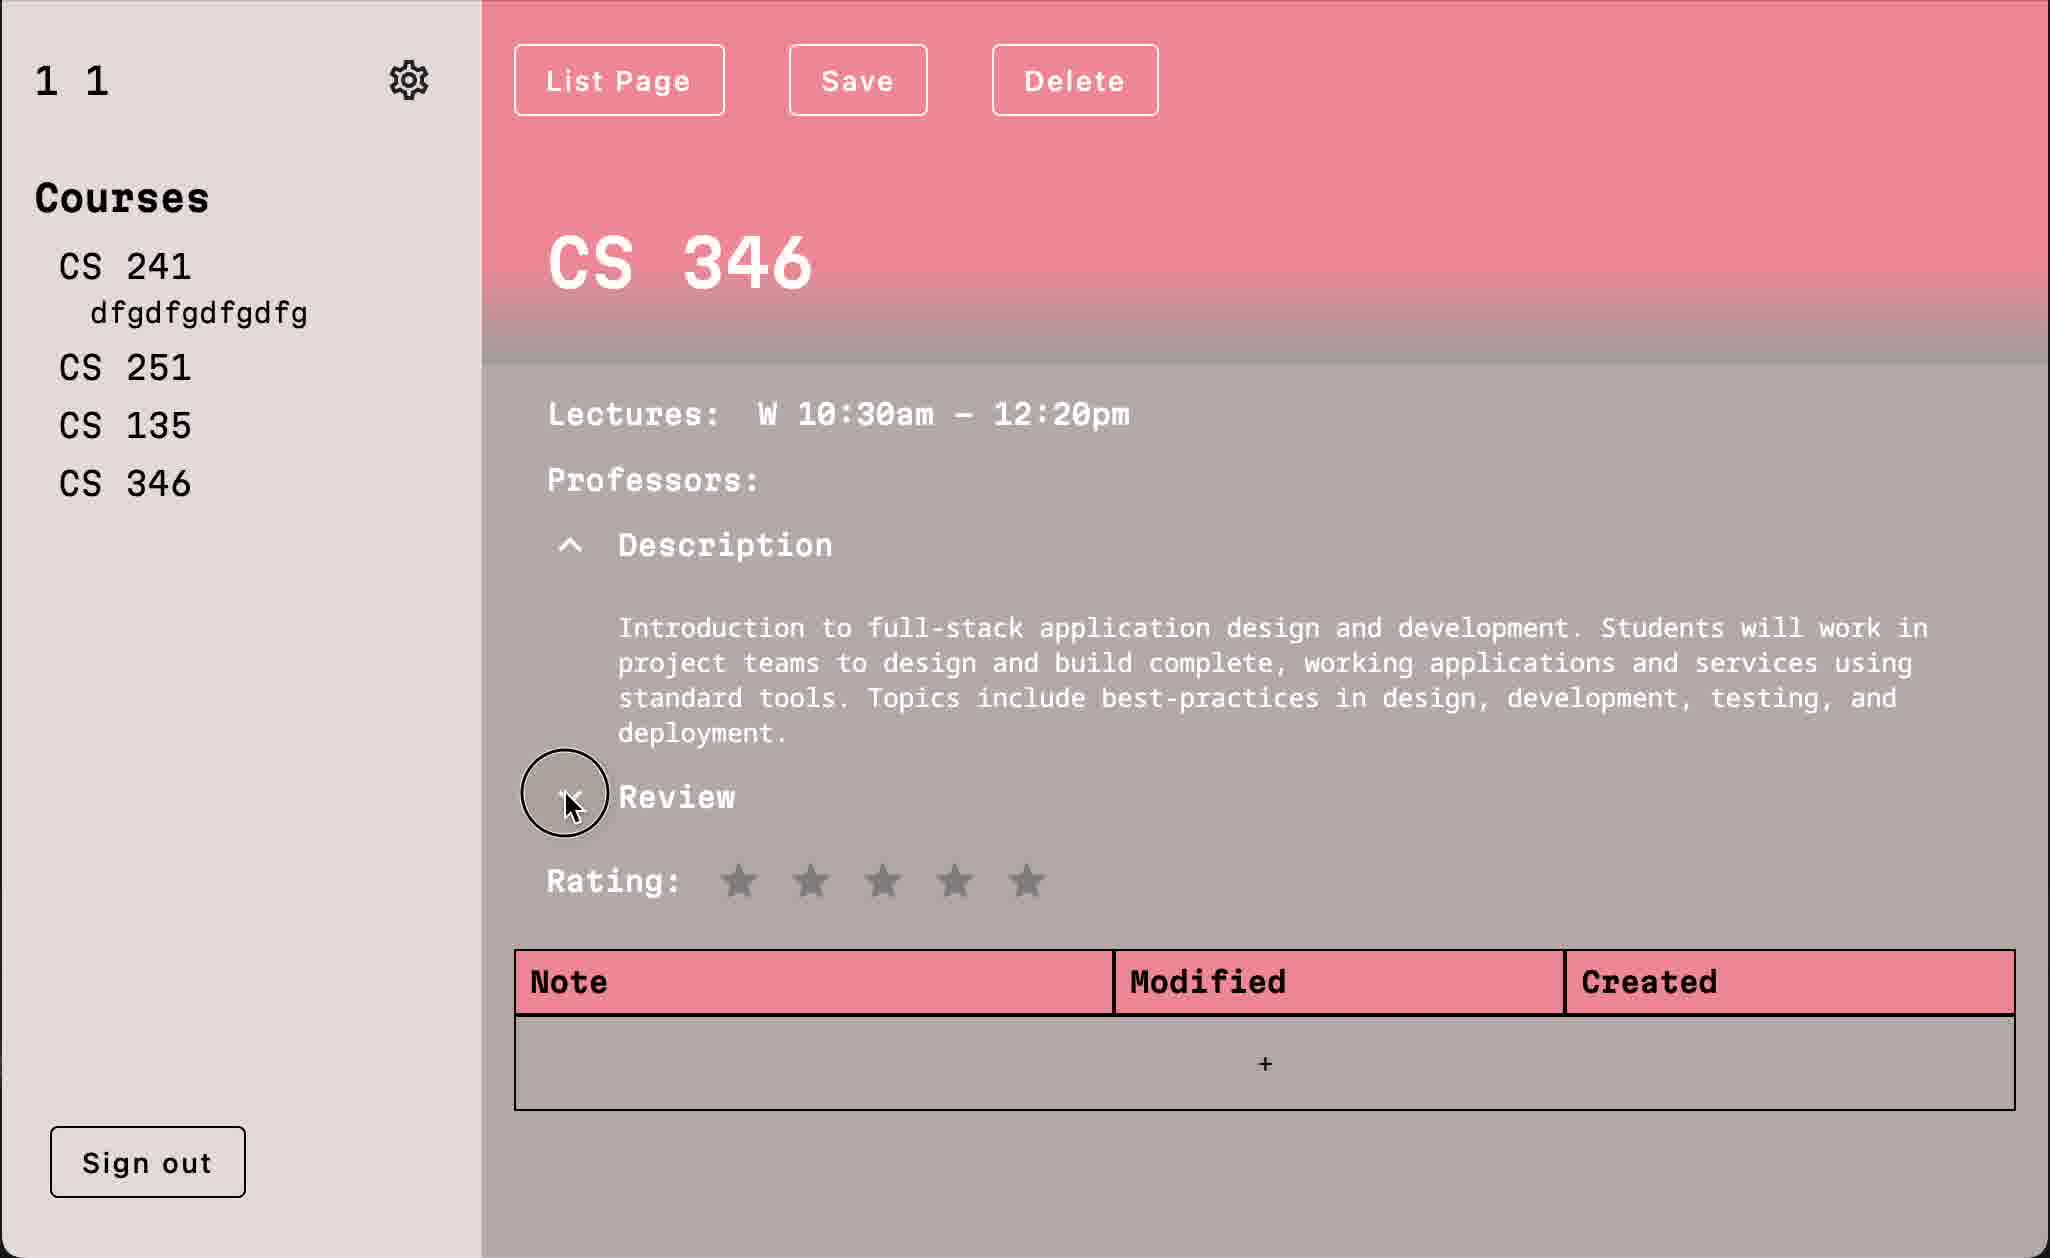 1 1
Courses
CS 241
dfgdfgdfgdfg
CS 251
CS 135
CS 346
Sign out
List Page
Save
Delete
CS 346
Lectures: W 10:30am - 12:20pm
Professors:
Description
Introduction to full-stack application design and development. Students will work in
project teams to design and build complete, working applications and services using
standard tools. Topics include best-practices in design, development, testing, and
deployment.
Review
Rating:
Note Modified Created
+